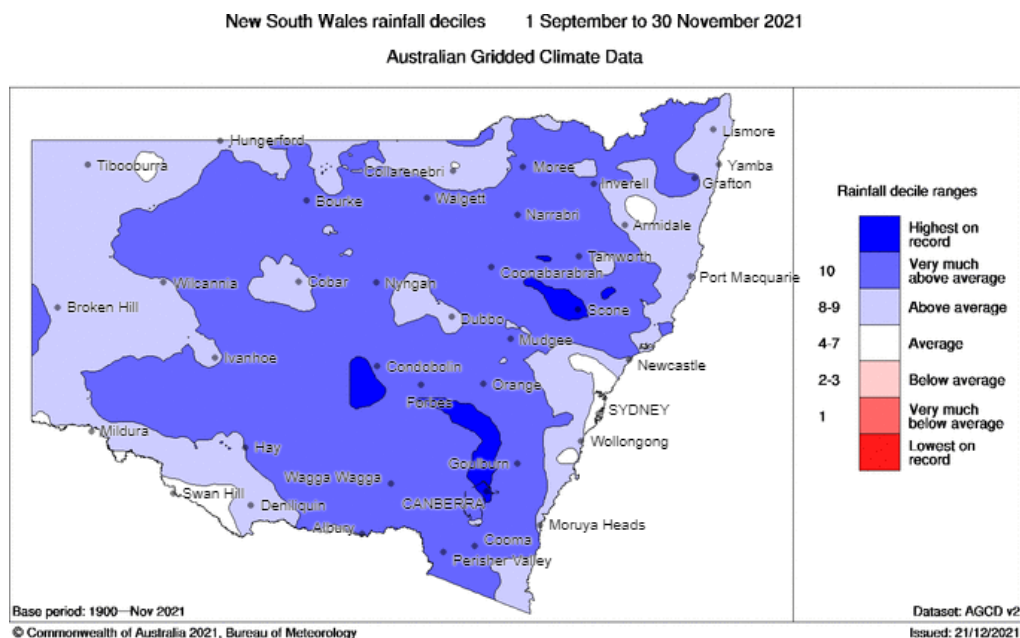 New South Wales rainfall deciles 1 September to 30 November 2021
Australian Gridded Climate Data
Lismore
Hungerford
Tibooburra
Collarenebri
Moree
Yamba
Inverell
Grafton
Bourke
Walgett
Narrabri
Armidale
Tamworth
Coonabarabran
Port Macquarie
Wilcannia
Cobar
Nyngan
Broken Hill
Scone
Dubbo
Mudgee
Ivanhoe
Newcastle
Condobolin
Orange
Forbes
SYDNEY
Mildura
Wollongong
Hay
Goulburn
Wagga Wagga
Swan Hill
CANBERRA
Deniliquin
Albury
Moruya Heads
Cooma
Perisher Valley
Rainfall decile ranges
Highest on
record
10 Very much
above average
8-9 Above average
4-7 Average
2-3 Below average
1 Very much
below average
Lowest on
record
Base period: 1900—Nov 2021
Dataset: AGCD v2
© Commonwealth of Australia 2021, Bureau of Meteorology
Issued: 21/12/2021